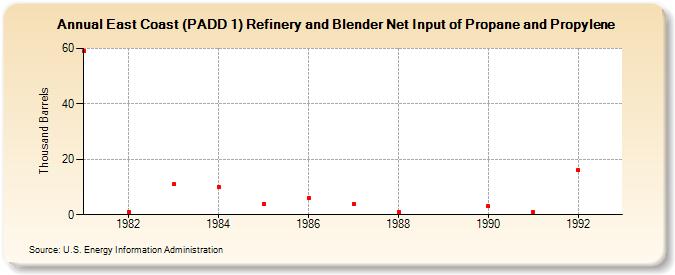 Annual East Coast (PADD 1) Refinery and Blender Net Input of Propane and Propylene
Thousand Barrels
60
40
20
0
1982 1984 1986 1988 1990 1992
Source: U.S. Energy Information Administration